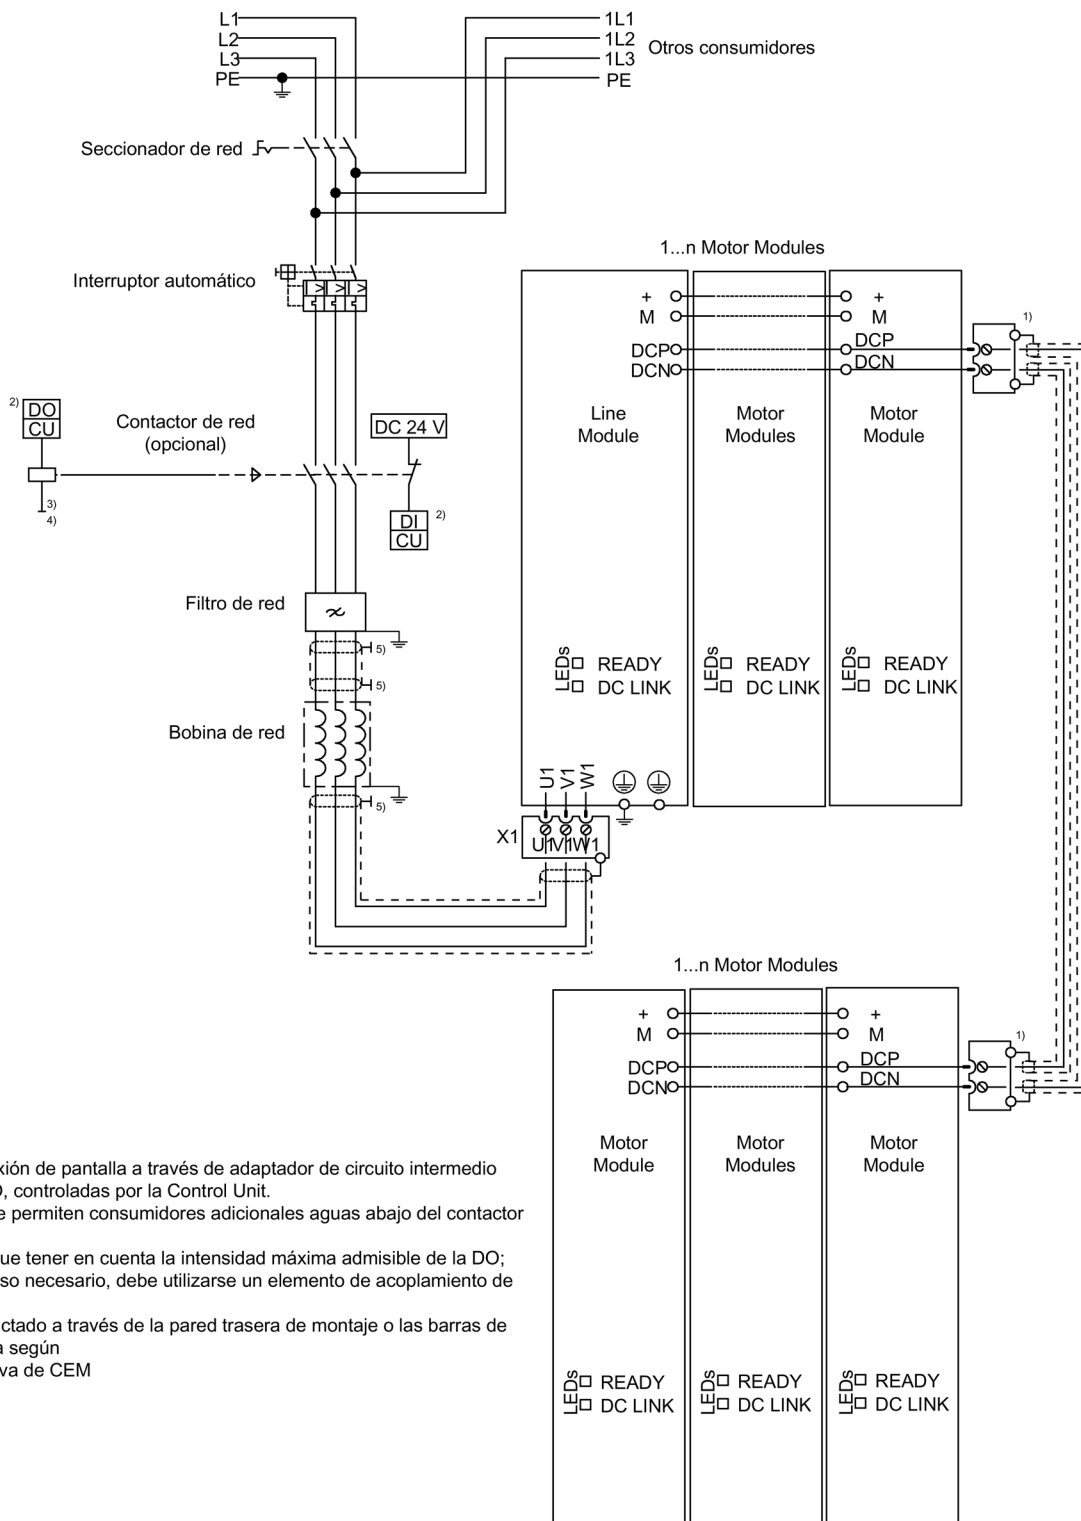 L1
L2
L3
PE
1L1
1L2
1L3
PE
Otros consumidores
Seccionador de red
Interruptor automático
1...n Motor Modules
+
M
DCP
DCN
+
M
DCP
DCN
1)
Line
Module
Motor
Modules
Motor
Module
2)
DO
CU
3)
4)
Contactor de red
(opcional)
DC 24 V
DI
CU
2)
Filtro de red
5)
5)
Bobina de red
5)
LEDs
READY
DC LINK
LEDs
READY
DC LINK
LEDs
READY
DC LINK
U1
V1
W1
X1
U1
V1
W1
1...n Motor Modules
+
M
DCP
DCN
+
M
DCP
DCN
1)
Motor
Module
Motor
Modules
Motor
Module
LEDs
READY
DC LINK
LEDs
READY
DC LINK
LEDs
READY
DC LINK
xión de pantalla a través de adaptador de circuito intermedio
, controladas por la Control Unit.
e permiten consumidores adicionales aguas abajo del contactor
ue tener en cuenta la intensidad máxima admisible de la DO;
so necesario, debe utilizarse un elemento de acoplamiento de
ctado a través de la pared trasera de montaje o las barras de
a según
va de CEM